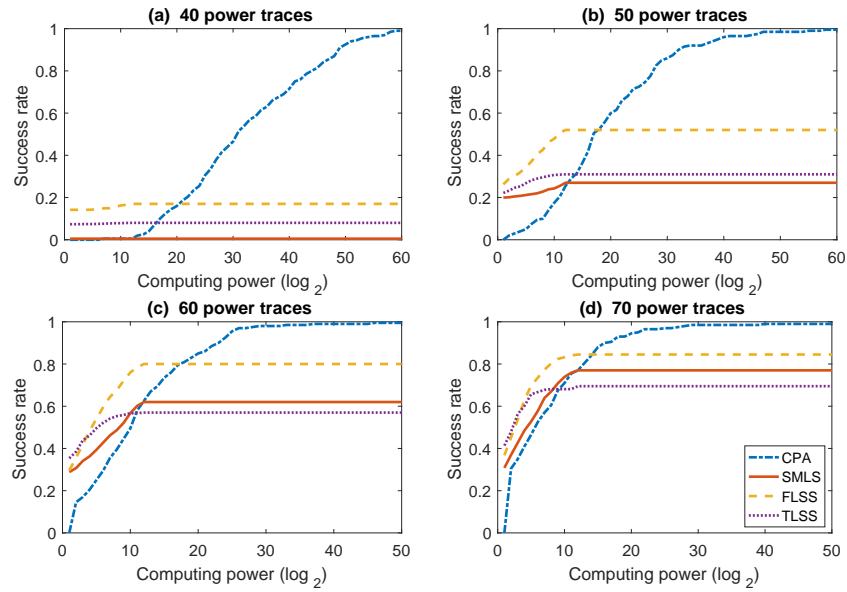 (a) 40 power traces
Success rate
1
0.8
0.6
0.4
0.2
0
0 10 20 30 40 50 60
Computing power (log 2)
(b) 50 power traces
Success rate
1
0.8
0.6
0.4
0.2
0
0 10 20 30 40 50 60
Computing power (log 2)
(c) 60 power traces
Success rate
1
0.8
0.6
0.4
0.2
0
0 10 20 30 40 50
Computing power (log 2)
(d) 70 power traces
Success rate
1
0.8
0.6
0.4
0.2
0
0 10 20 30 40 50
Computing power (log 2)
CPA
SMLS
FLSS
TLSS